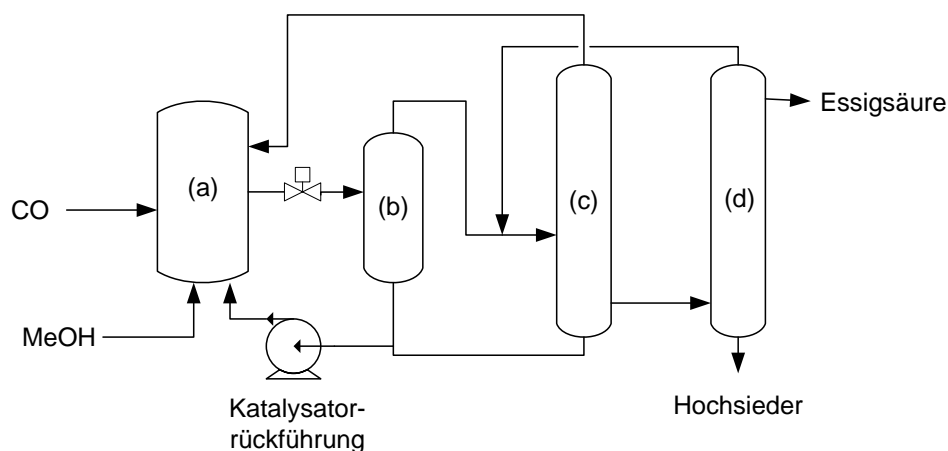 Essigsäure
(a)
(b)
(c)
(d)
CO
MeOH
Katalysator-
rückführung
Hochsieder